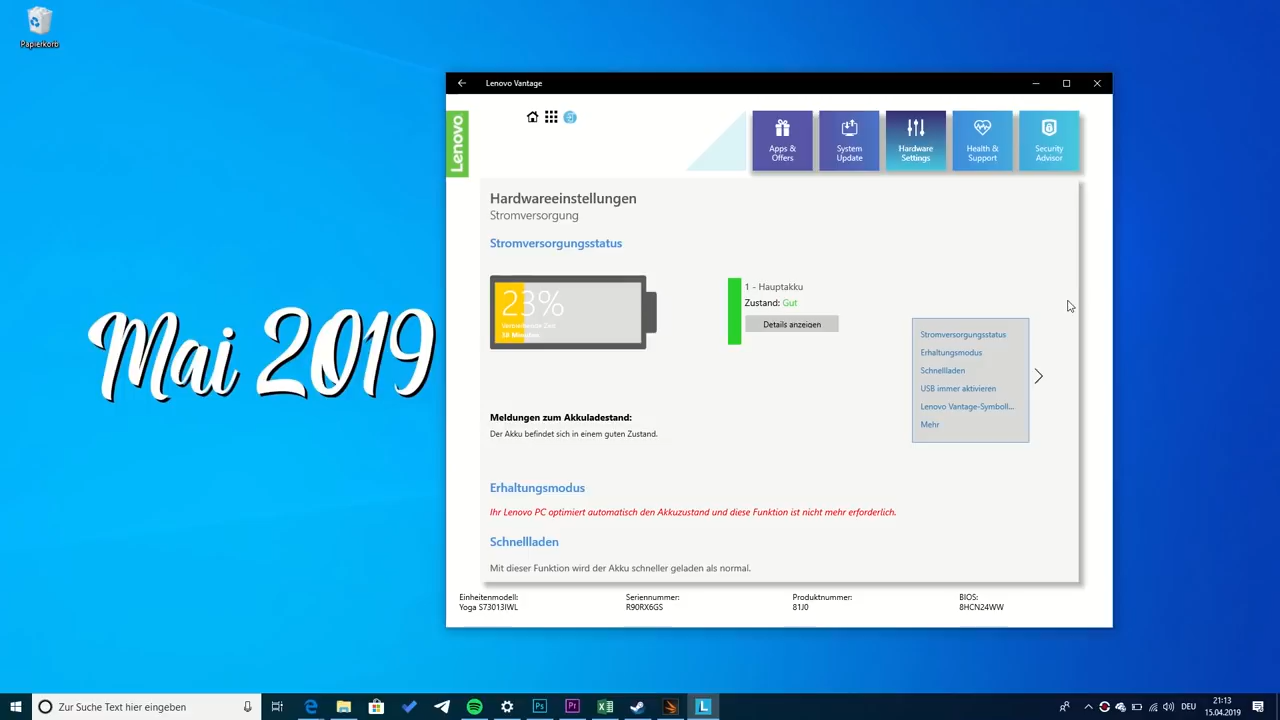 Papierkorb
Mai 2019
Lenovo Vantage
Lenovo
Apps &
Offers
System
Update
Hardware
Settings
Health &
Support
Security
Advisor
Hardwareeinstellungen
Stromversorgung
Stromversorgungsstatus
23%
1 - Hauptakku
Zustand: Gut
Details anzeigen
Stromversorgungsstatus
Erhaltungsmodus
Schnellladen
USB immer aktivieren
Lenovo Vantage-Symboll...
Mehr
Meldungen zum Akkuladestand:
Der Akku befindet sich in einem guten Zustand.
Erhaltungsmodus
Ihr Lenovo PC optimiert automatisch den Akkuzustand und diese Funktion ist nicht mehr erforderlich.
Schnellladen
Mit dieser Funktion wird der Akku schneller geladen als normal.
Einheitenmodell:
Yoga S73013IWL
Seriennummer:
R90RX6GS
Produktnummer:
81J0
BIOS:
8HCN24WW
Zur Suche Text hier eingeben
Ps
Pr
L
DEU
21:13
15.04.2019